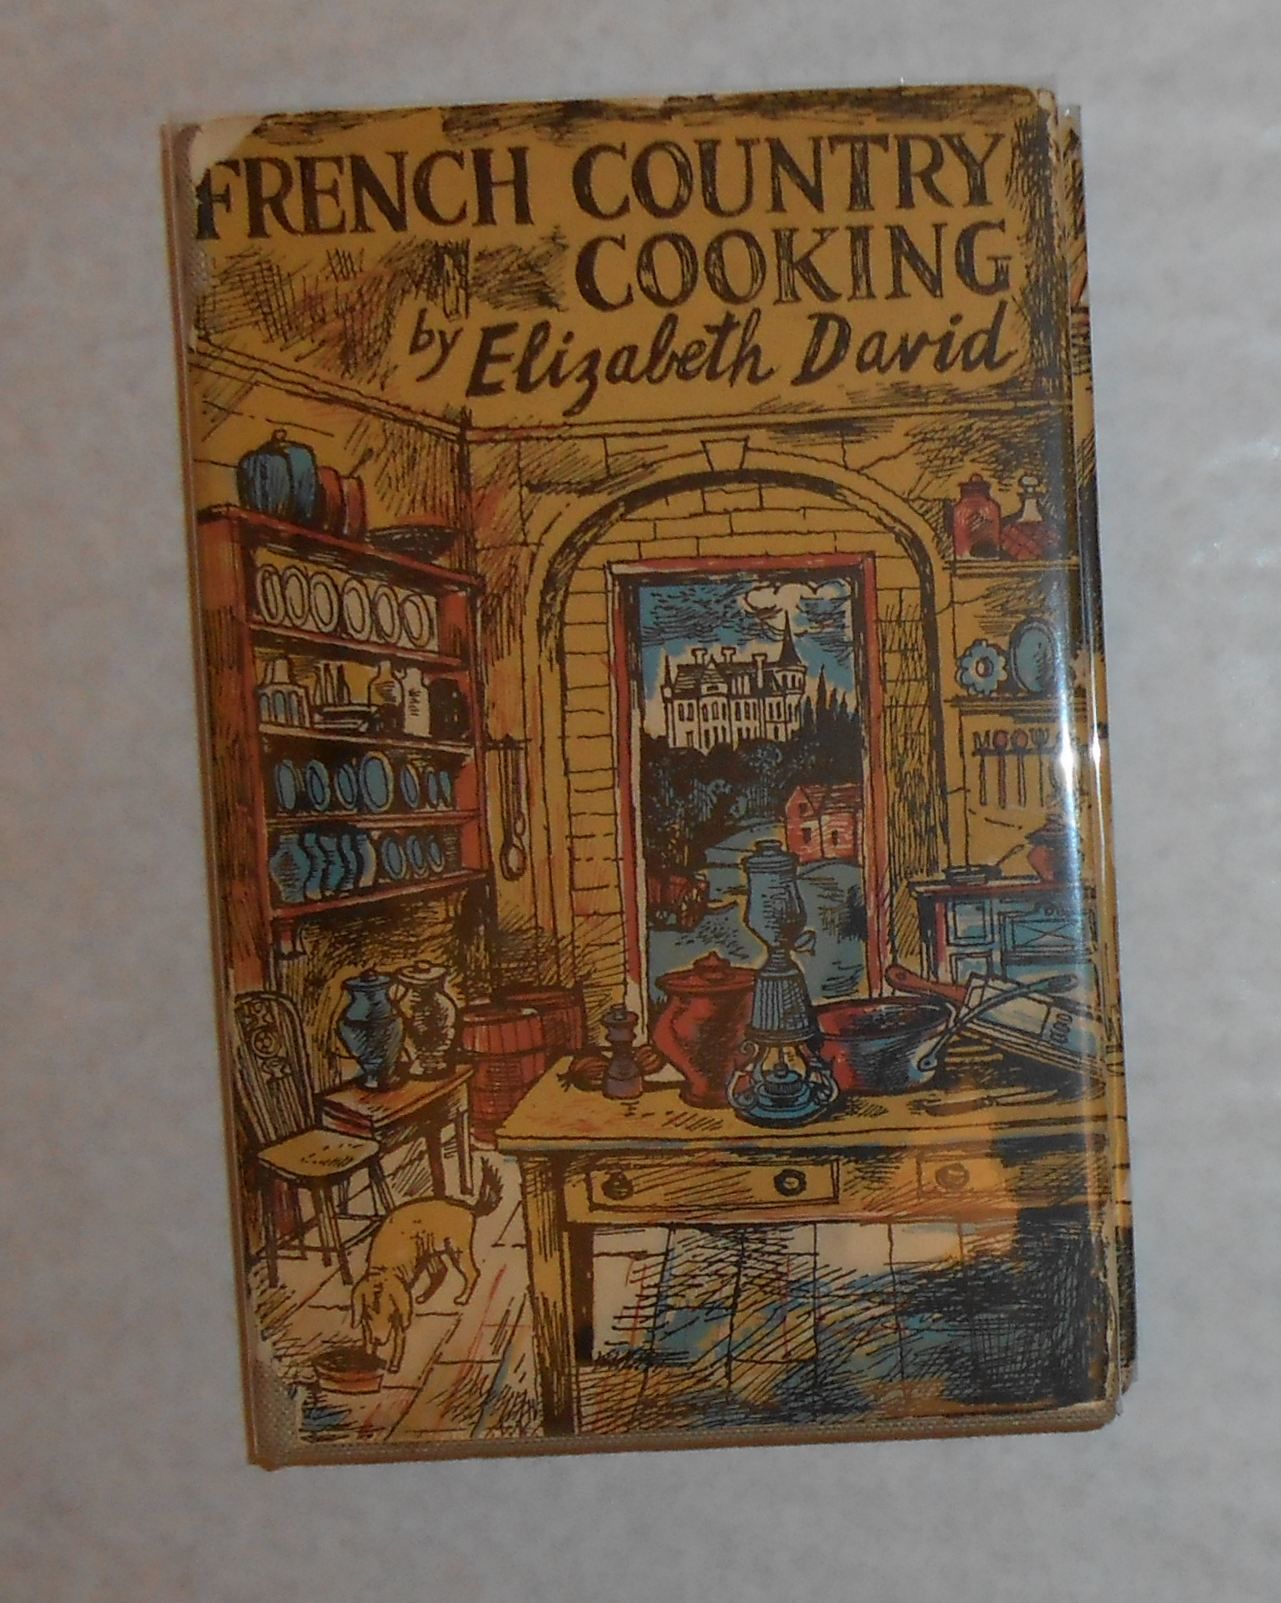 FRENCH COUNTRY
COOKING
by Elizabeth David